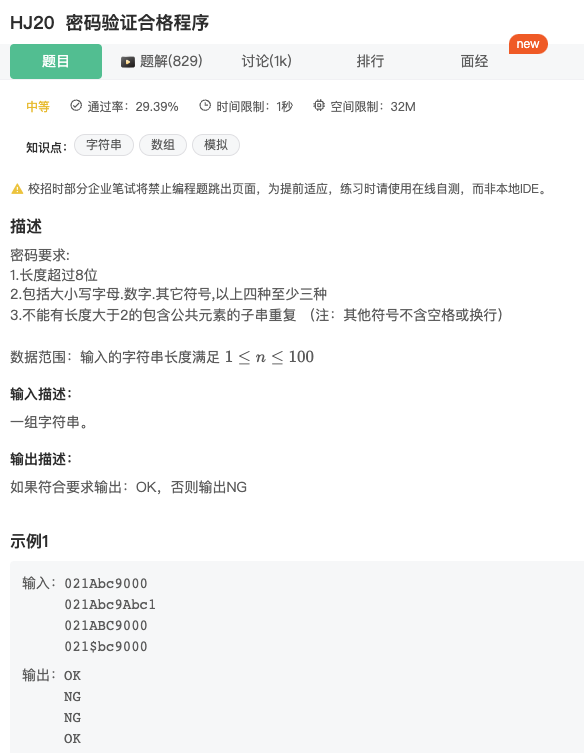 HJ20 密码验证合格程序
new
题目 题解(829) 讨论(1k) 排行 面经
中等 通过率：29.39% 时间限制：1秒 空间限制：32M
知识点： 字符串 数组 模拟
校招时部分企业笔试将禁止编程题跳出页面，为提前适应，练习时请使用在线自测，而非本地IDE。
描述
密码要求:
1.长度超过8位
2.包括大小写字母.数字.其它符号,以上四种至少三种
3.不能有长度大于2的包含公共元素的子串重复 （注：其他符号不含空格或换行）
数据范围：输入的字符串长度满足 1 ≤ n ≤ 100
输入描述：
一组字符串。
输出描述：
如果符合要求输出：OK，否则输出NG
示例1
输入：021Abc9000
021Abc9Abc1
021ABC9000
021$bc9000
输出：OK
NG
NG
OK